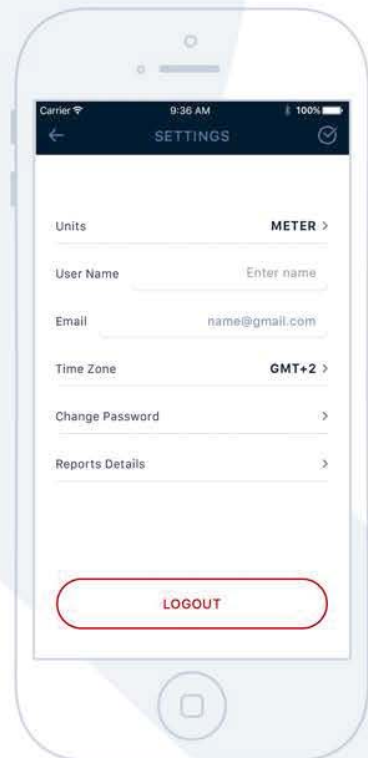 Carrier 9:36 AM 100%
SETTINGS
Units METER >
User Name Enter name
Email name@gmail.com
Time Zone GMT+2 >
Change Password >
Reports Details >
LOGOUT